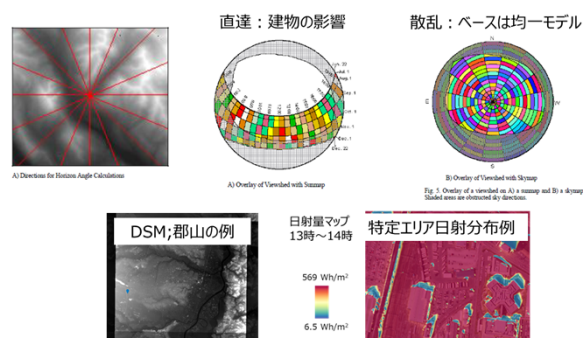 直達：建物の影響
散乱：ベースは均一モデル
A) Directions for Horizon Angle Calculations
A) Overlay of Viewshed with Sunmap
B) Overlay of Viewshed with Skymap
Fig. 5. Overlay of a viewshed on A) a sunmap and B) a skymap.
Shaded areas are obstructed sky directions.
DSM;郡山の例
日射量マップ
13時～14時
特定エリア日射分布例
569 Wh/m²
6.5 Wh/m²